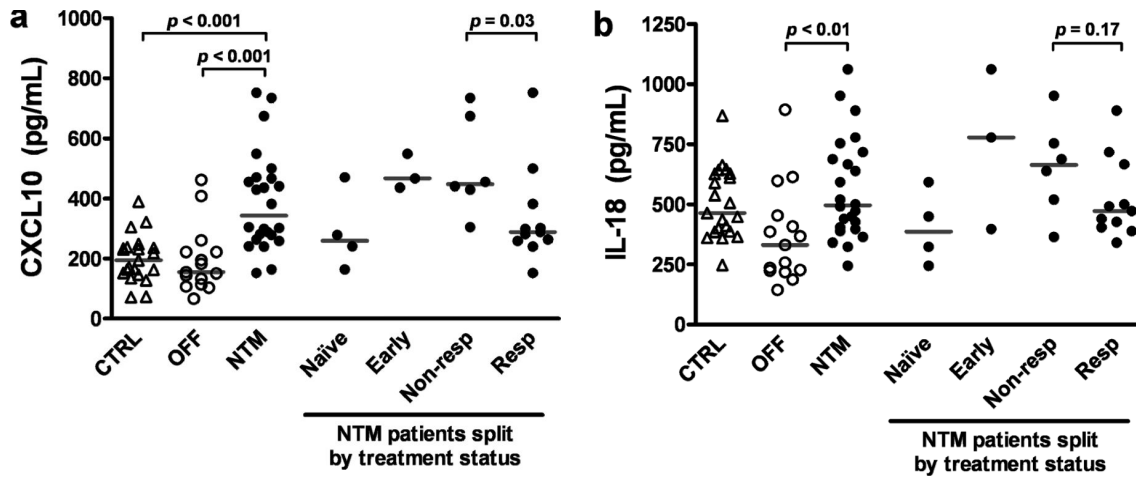 a
p < 0.001
p < 0.001
p = 0.03
CXCL10 (pg/mL)
1000
800
600
400
200
0
CTRL
OFF
NTM
Naïve
Early
Non-resp
Resp
NTM patients split
by treatment status
b
p < 0.01
p = 0.17
IL-18 (pg/mL)
1250
1000
750
500
250
0
CTRL
OFF
NTM
Naïve
Early
Non-resp
Resp
NTM patients split
by treatment status